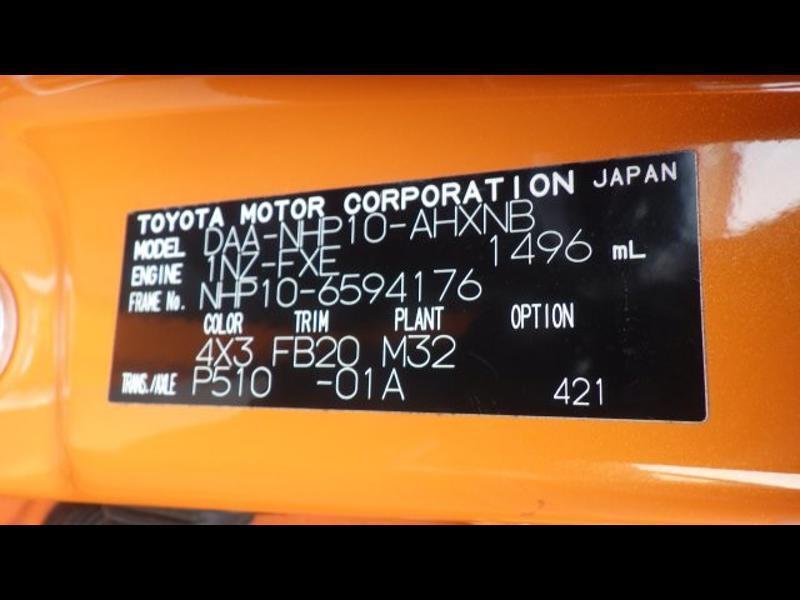 TOYOTA MOTOR CORPORATION JAPAN
MODEL DAA-NHP10-AHXNB
ENGINE 1NZ-FXE 1496 mL
FRAME No. NHP10-6594176
COLOR TRIM PLANT OPTION
4X3 FB20 M32
TRANS./AXLE P510 -01A 421